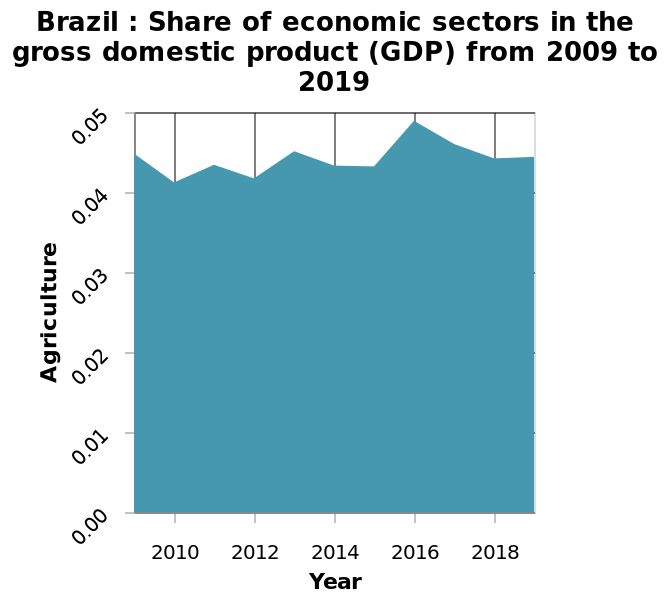 Brazil : Share of economic sectors in the
gross domestic product (GDP) from 2009 to
2019
0.05
0.04
0.03
0.02
0.01
0.00
Agriculture
2010 2012 2014 2016 2018
Year